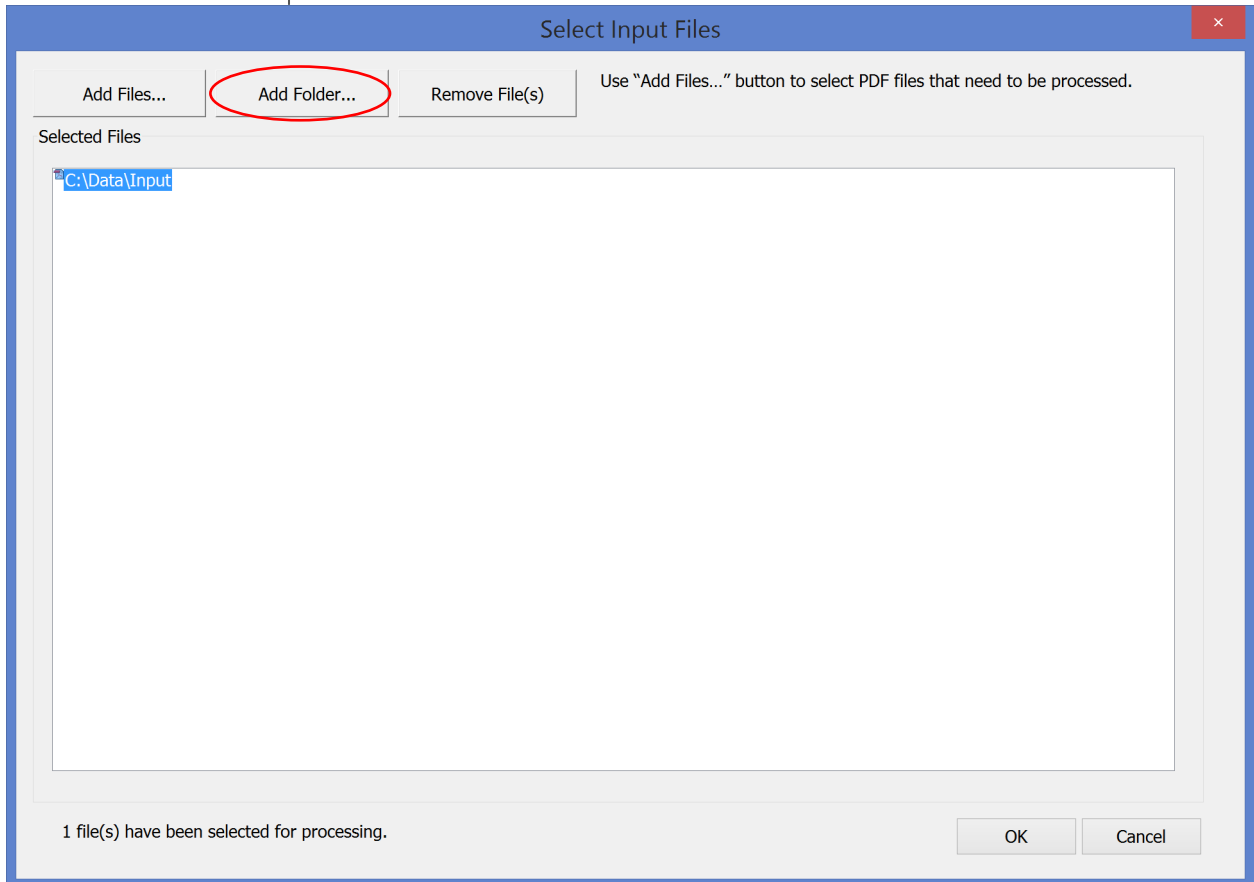 Select Input Files
Add Files... Add Folder... Remove File(s) Use “Add Files...” button to select PDF files that need to be processed.
Selected Files
C:\Data\Input
1 file(s) have been selected for processing.
OK Cancel